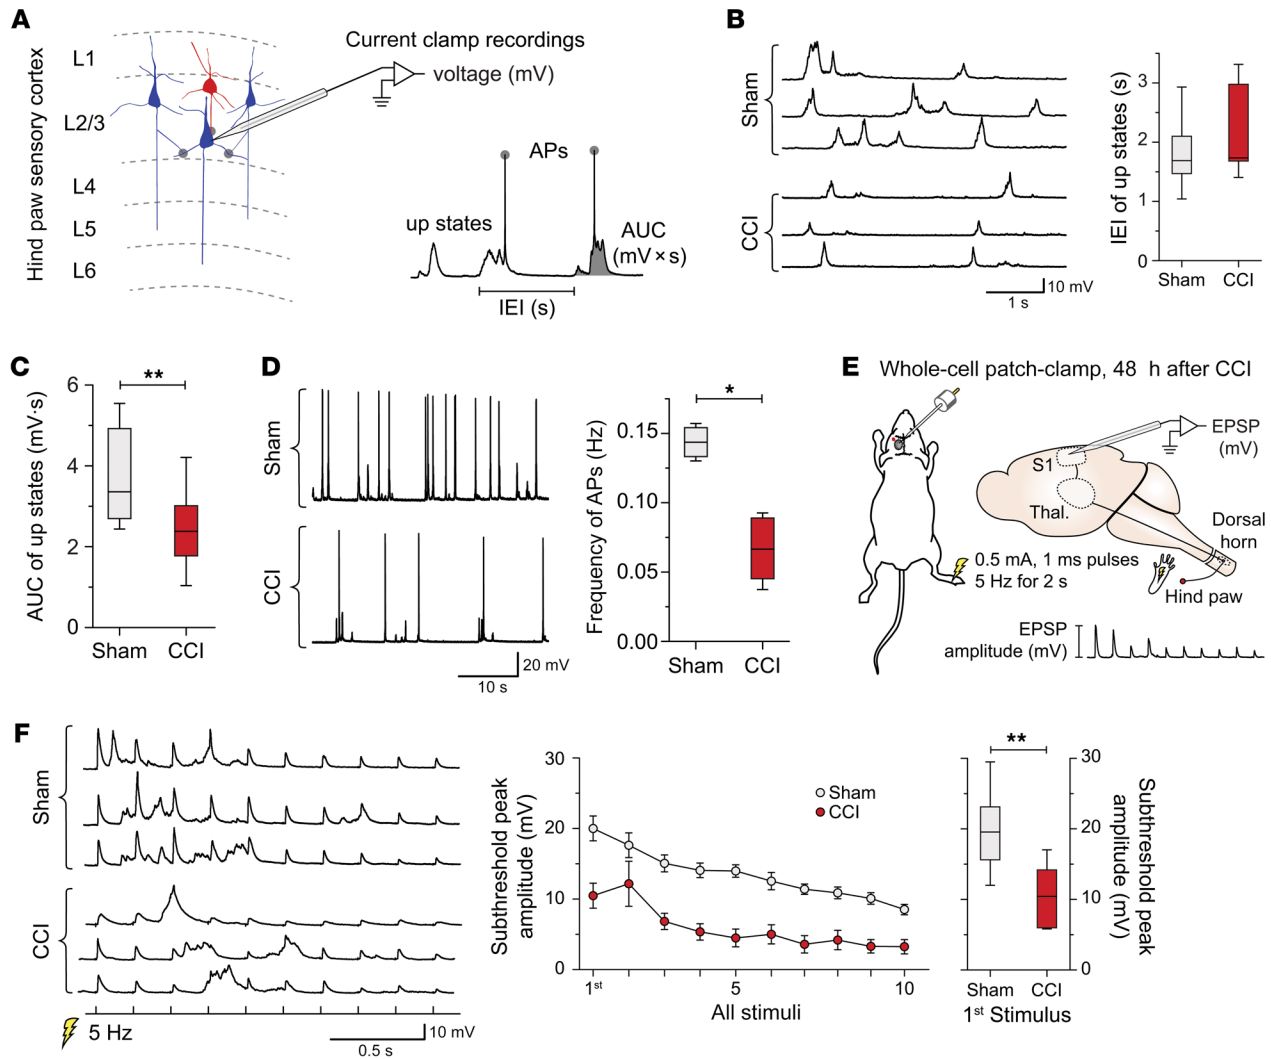 A
Hind paw sensory cortex
L1
L2/3
L4
L5
L6
Current clamp recordings
voltage (mV)
APs
up states
AUC
(mV × s)
IEI (s)
B
Sham
CCI
10 mV
1 s
IEI of up states (s)
3
2
1
0
Sham CCI
C
AUC of up states (mV·s)
6
4
2
0
**
Sham CCI
D
Sham
CCI
20 mV
10 s
Frequency of APs (Hz)
0.15
0.10
0.05
0.00
*
Sham CCI
E
Whole-cell patch-clamp, 48 h after CCI
EPSP
(mV)
S1
Thal.
Dorsal
horn
0.5 mA, 1 ms pulses
5 Hz for 2 s
Hind paw
EPSP
amplitude (mV)
F
Sham
CCI
5 Hz
10 mV
0.5 s
Subthreshold peak
amplitude (mV)
30
20
10
0
Sham
CCI
1st 5 10
All stimuli
**
30
20
10
0
Subthreshold peak
amplitude (mV)
Sham CCI
1st Stimulus